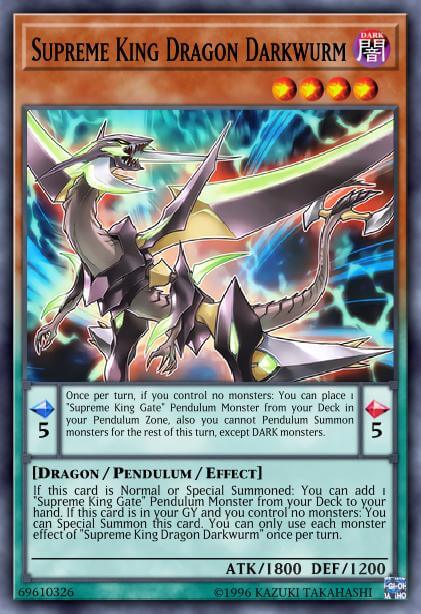 SUPREME KING DRAGON DARKWURM
DARK
闇
Once per turn, if you control no monsters: You can place 1
"Supreme King Gate" Pendulum Monster from your Deck in
your Pendulum Zone, also you cannot Pendulum Summon
monsters for the rest of this turn, except DARK monsters.
5
5
[DRAGON / PENDULUM / EFFECT]
If this card is Normal or Special Summoned: You can add 1
"Supreme King Gate" Pendulum Monster from your Deck to your
hand. If this card is in your GY and you control no monsters: You
can Special Summon this card. You can only use each monster
effect of "Supreme King Dragon Darkwurm" once per turn.
ATK/1800 DEF/1200
69610326
©1996 KAZUKI TAKAHASHI